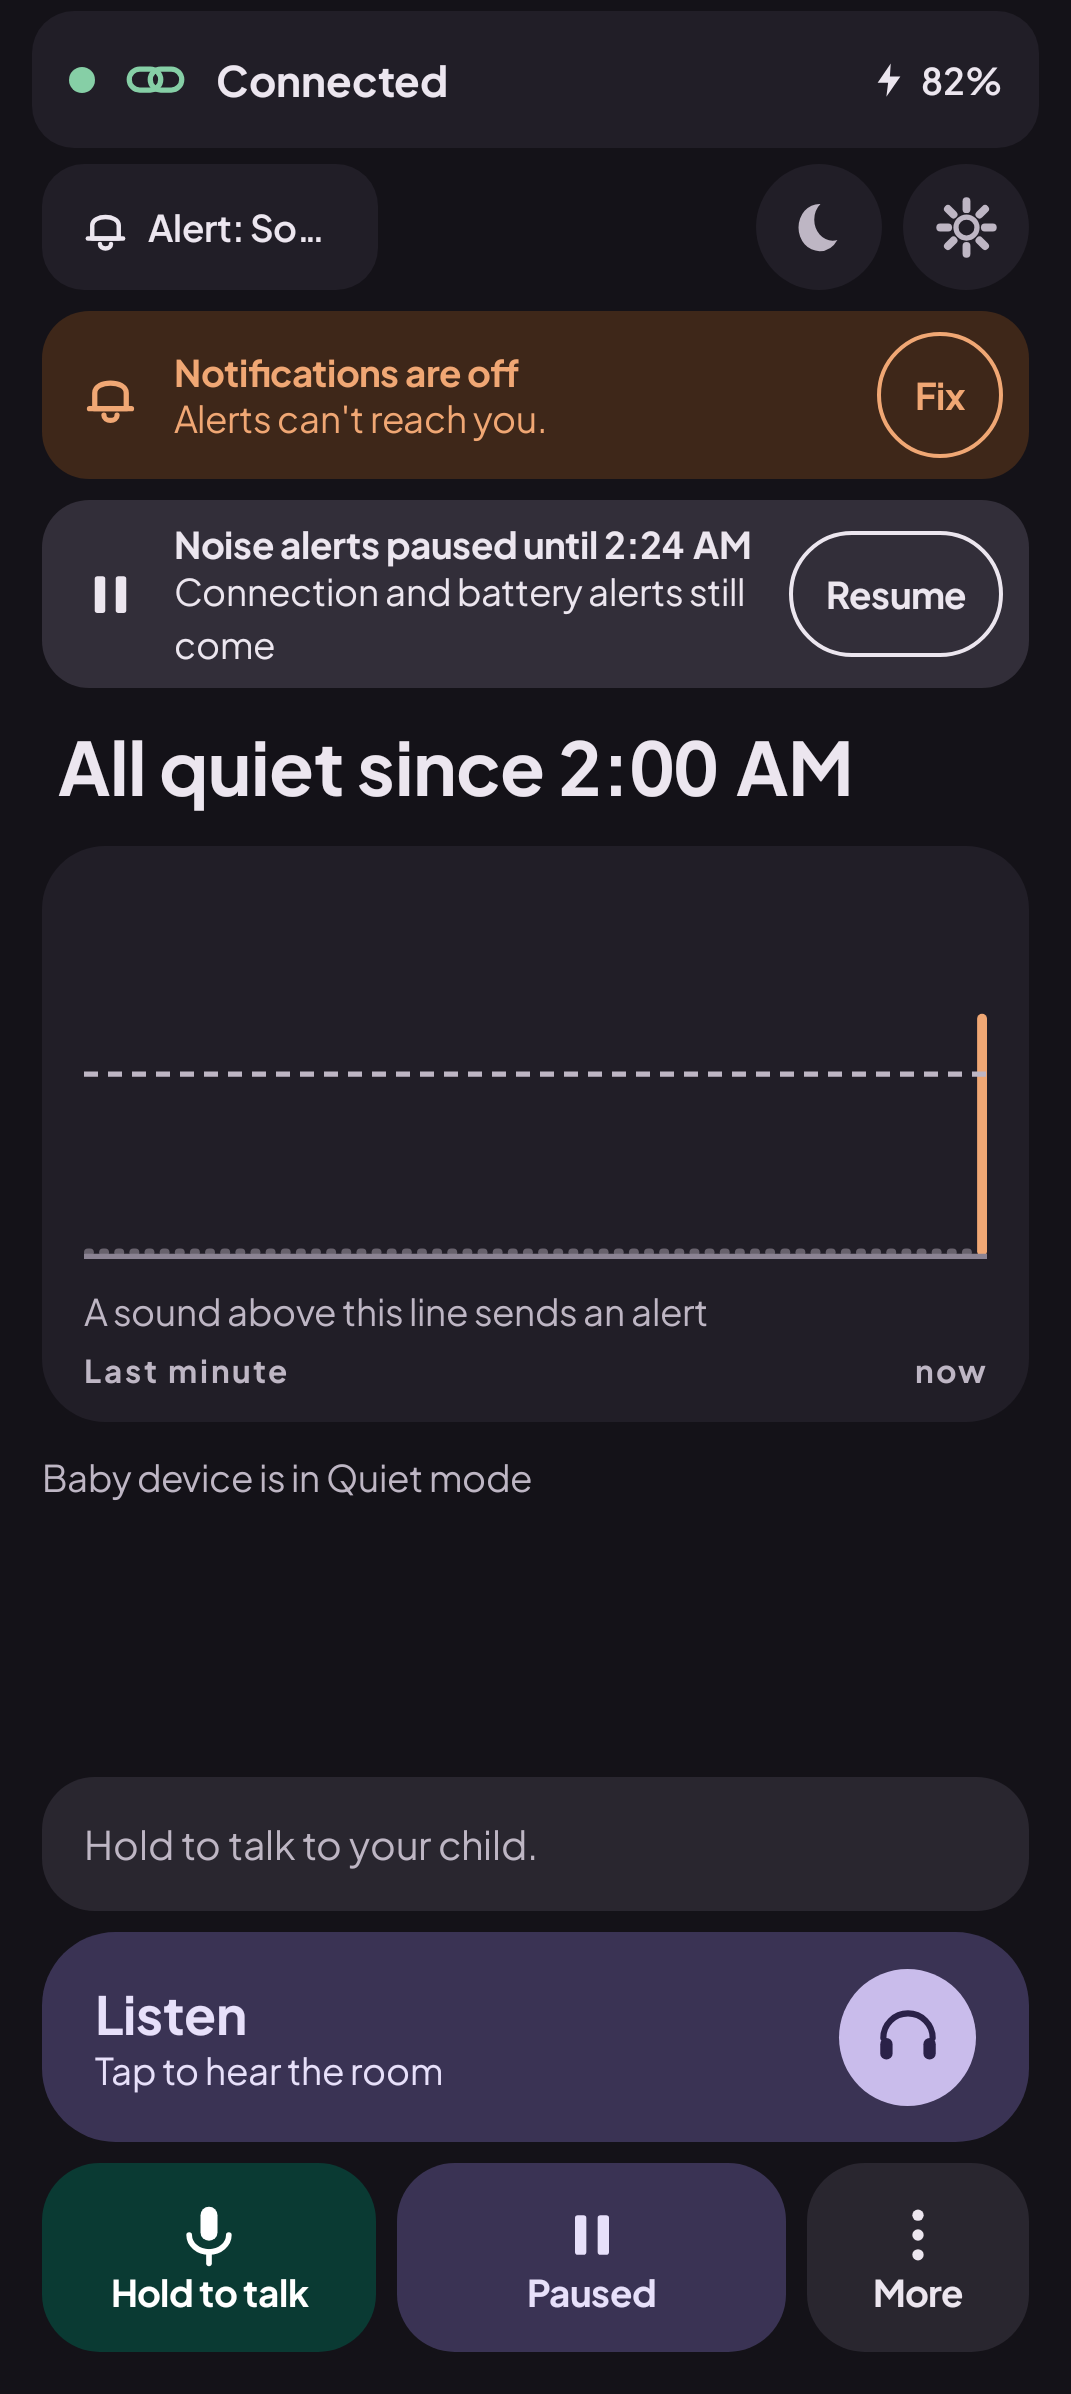 Connected
82%
Alert: So...
Notifications are off
Alerts can't reach you.
Fix
Noise alerts paused until 2:24 AM
Connection and battery alerts still
come
Resume
All quiet since 2:00 AM
A sound above this line sends an alert
Last minute
now
Baby device is in Quiet mode
Hold to talk to your child.
Listen
Tap to hear the room
Hold to talk
Paused
More